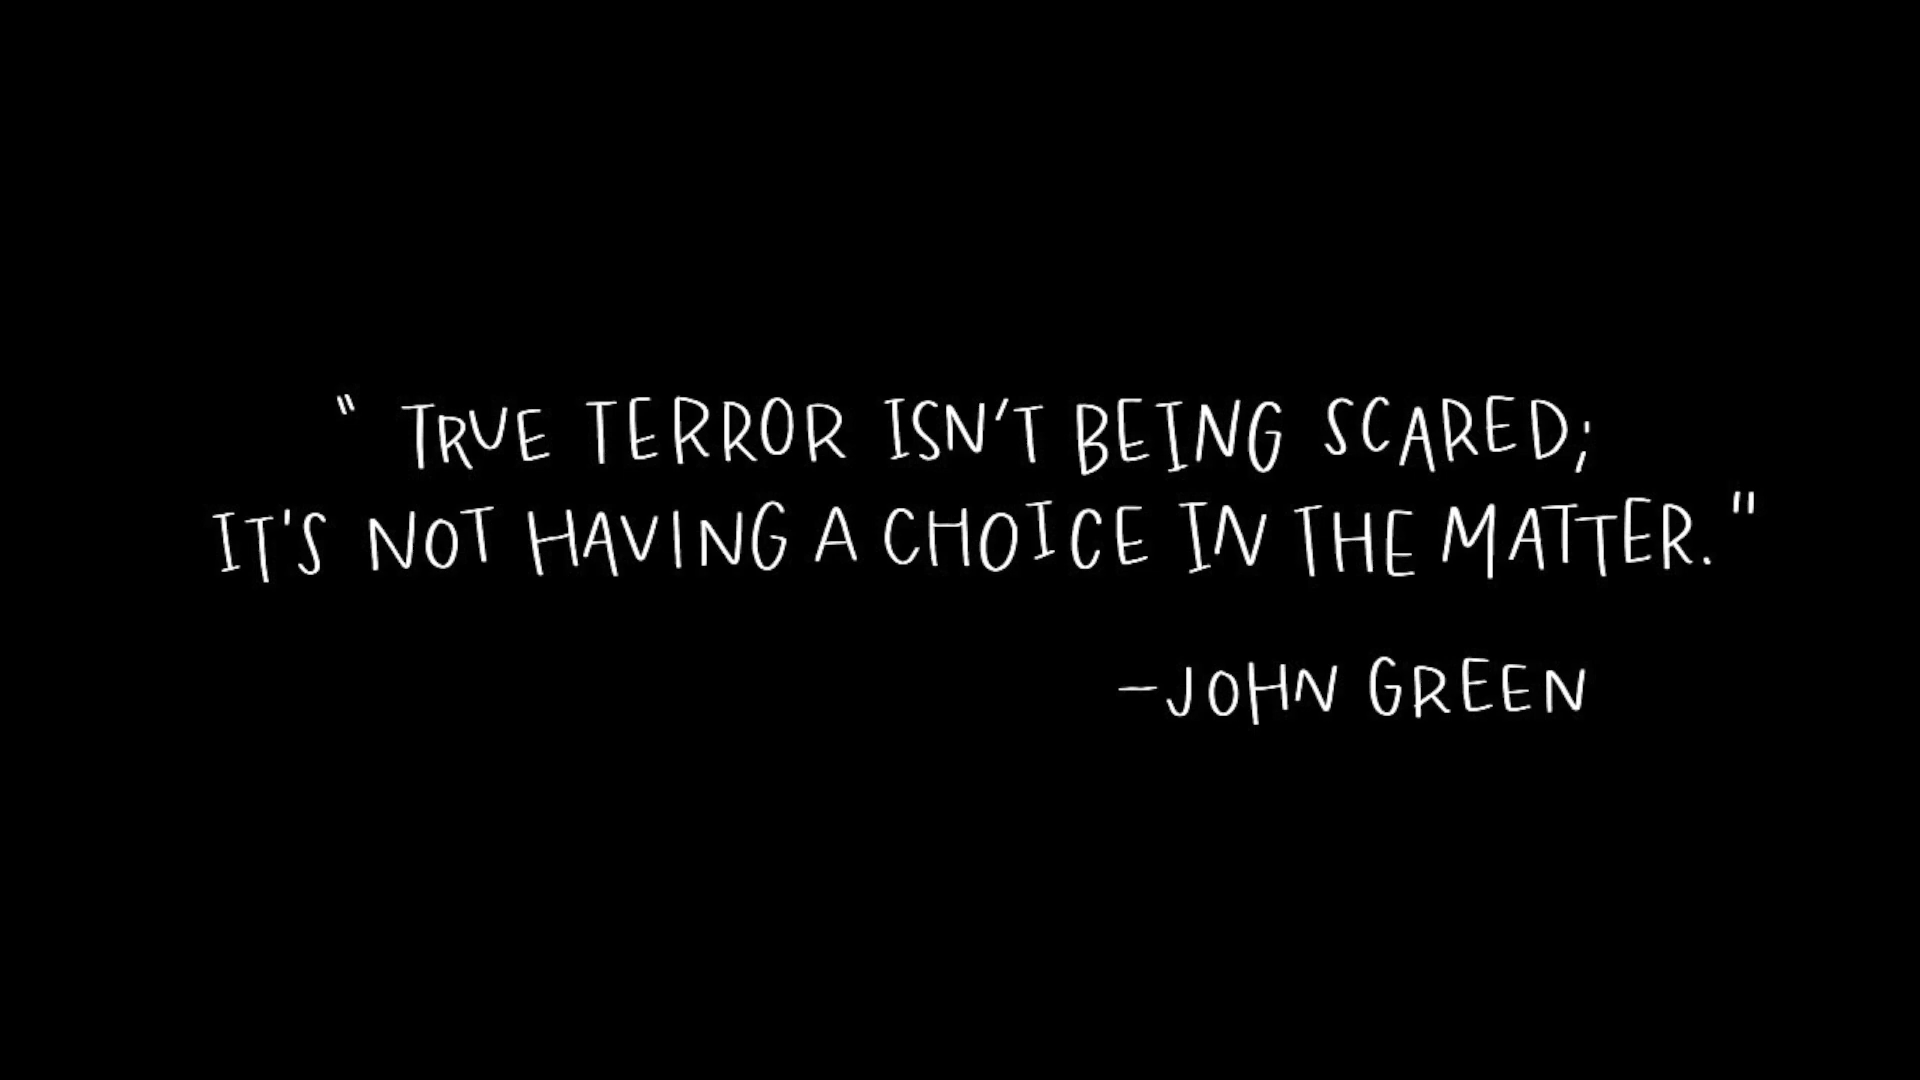 " TRUE TERROR ISN'T BEING SCARED;
IT'S NOT HAVING A CHOICE IN THE MATTER."
-JOHN GREEN